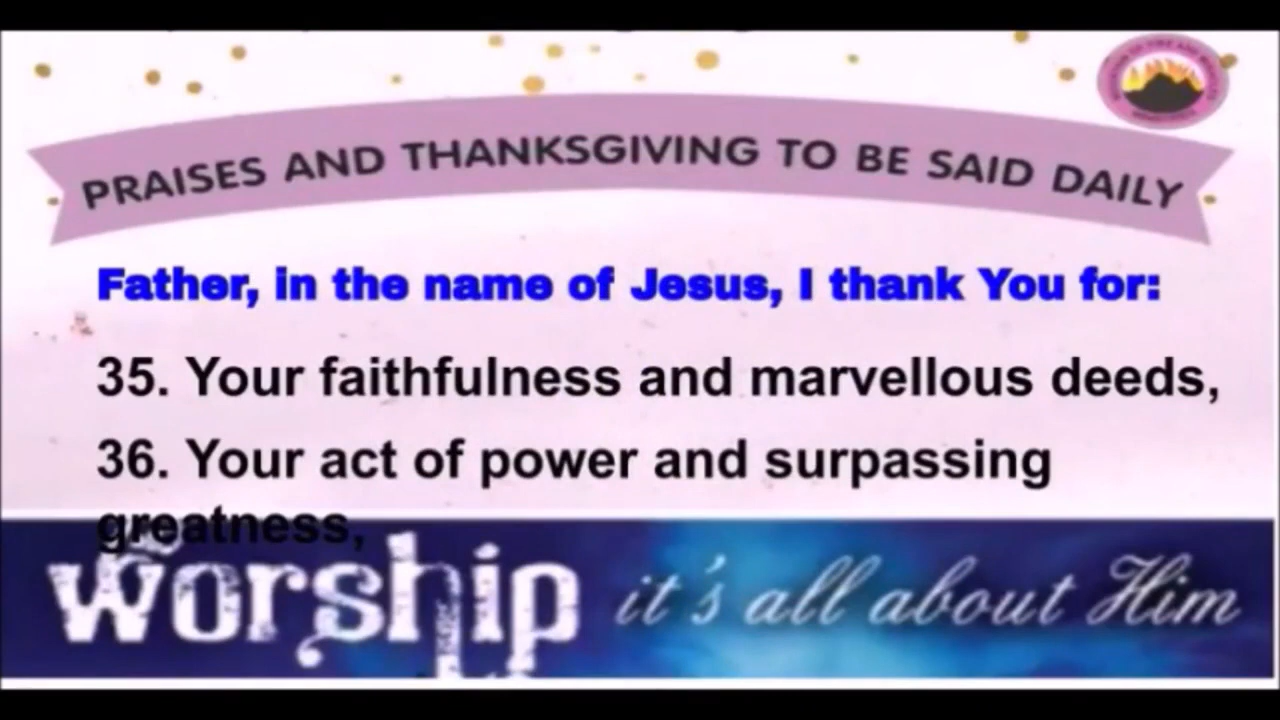 PRAISES AND THANKSGIVING TO BE SAID DAILY
Father, in the name of Jesus, I thank You for:
35. Your faithfulness and marvellous deeds,
36. Your act of power and surpassing
greatness,
worship it's all about Him